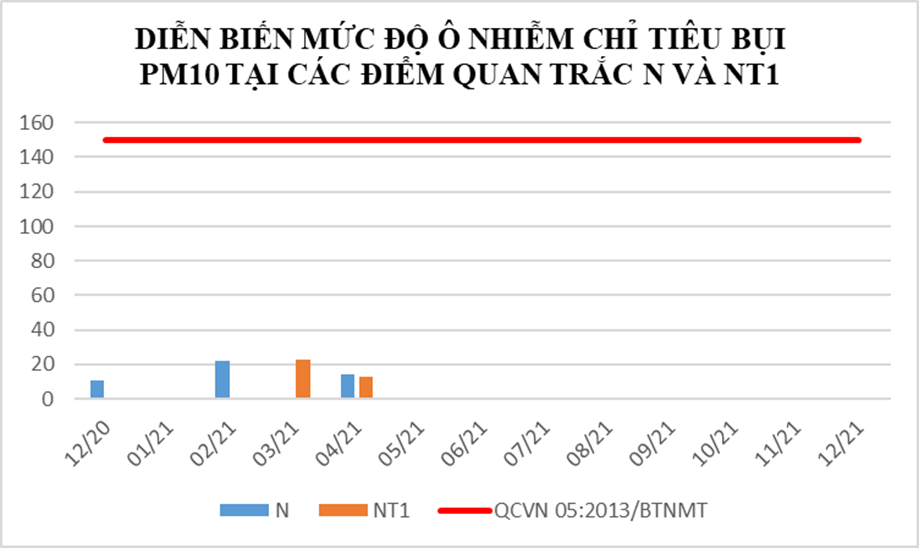 DIỄN BIẾN MỨC ĐỘ Ô NHIỄM CHỈ TIÊU BỤI
PM10 TẠI CÁC ĐIỂM QUAN TRẮC N VÀ NT1
160
140
120
100
80
60
40
20
0
12/20 01/21 02/21 03/21 04/21 05/21 06/21 07/21 08/21 09/21 10/21 11/21 12/21
N NT1 QCVN 05:2013/BTNMT